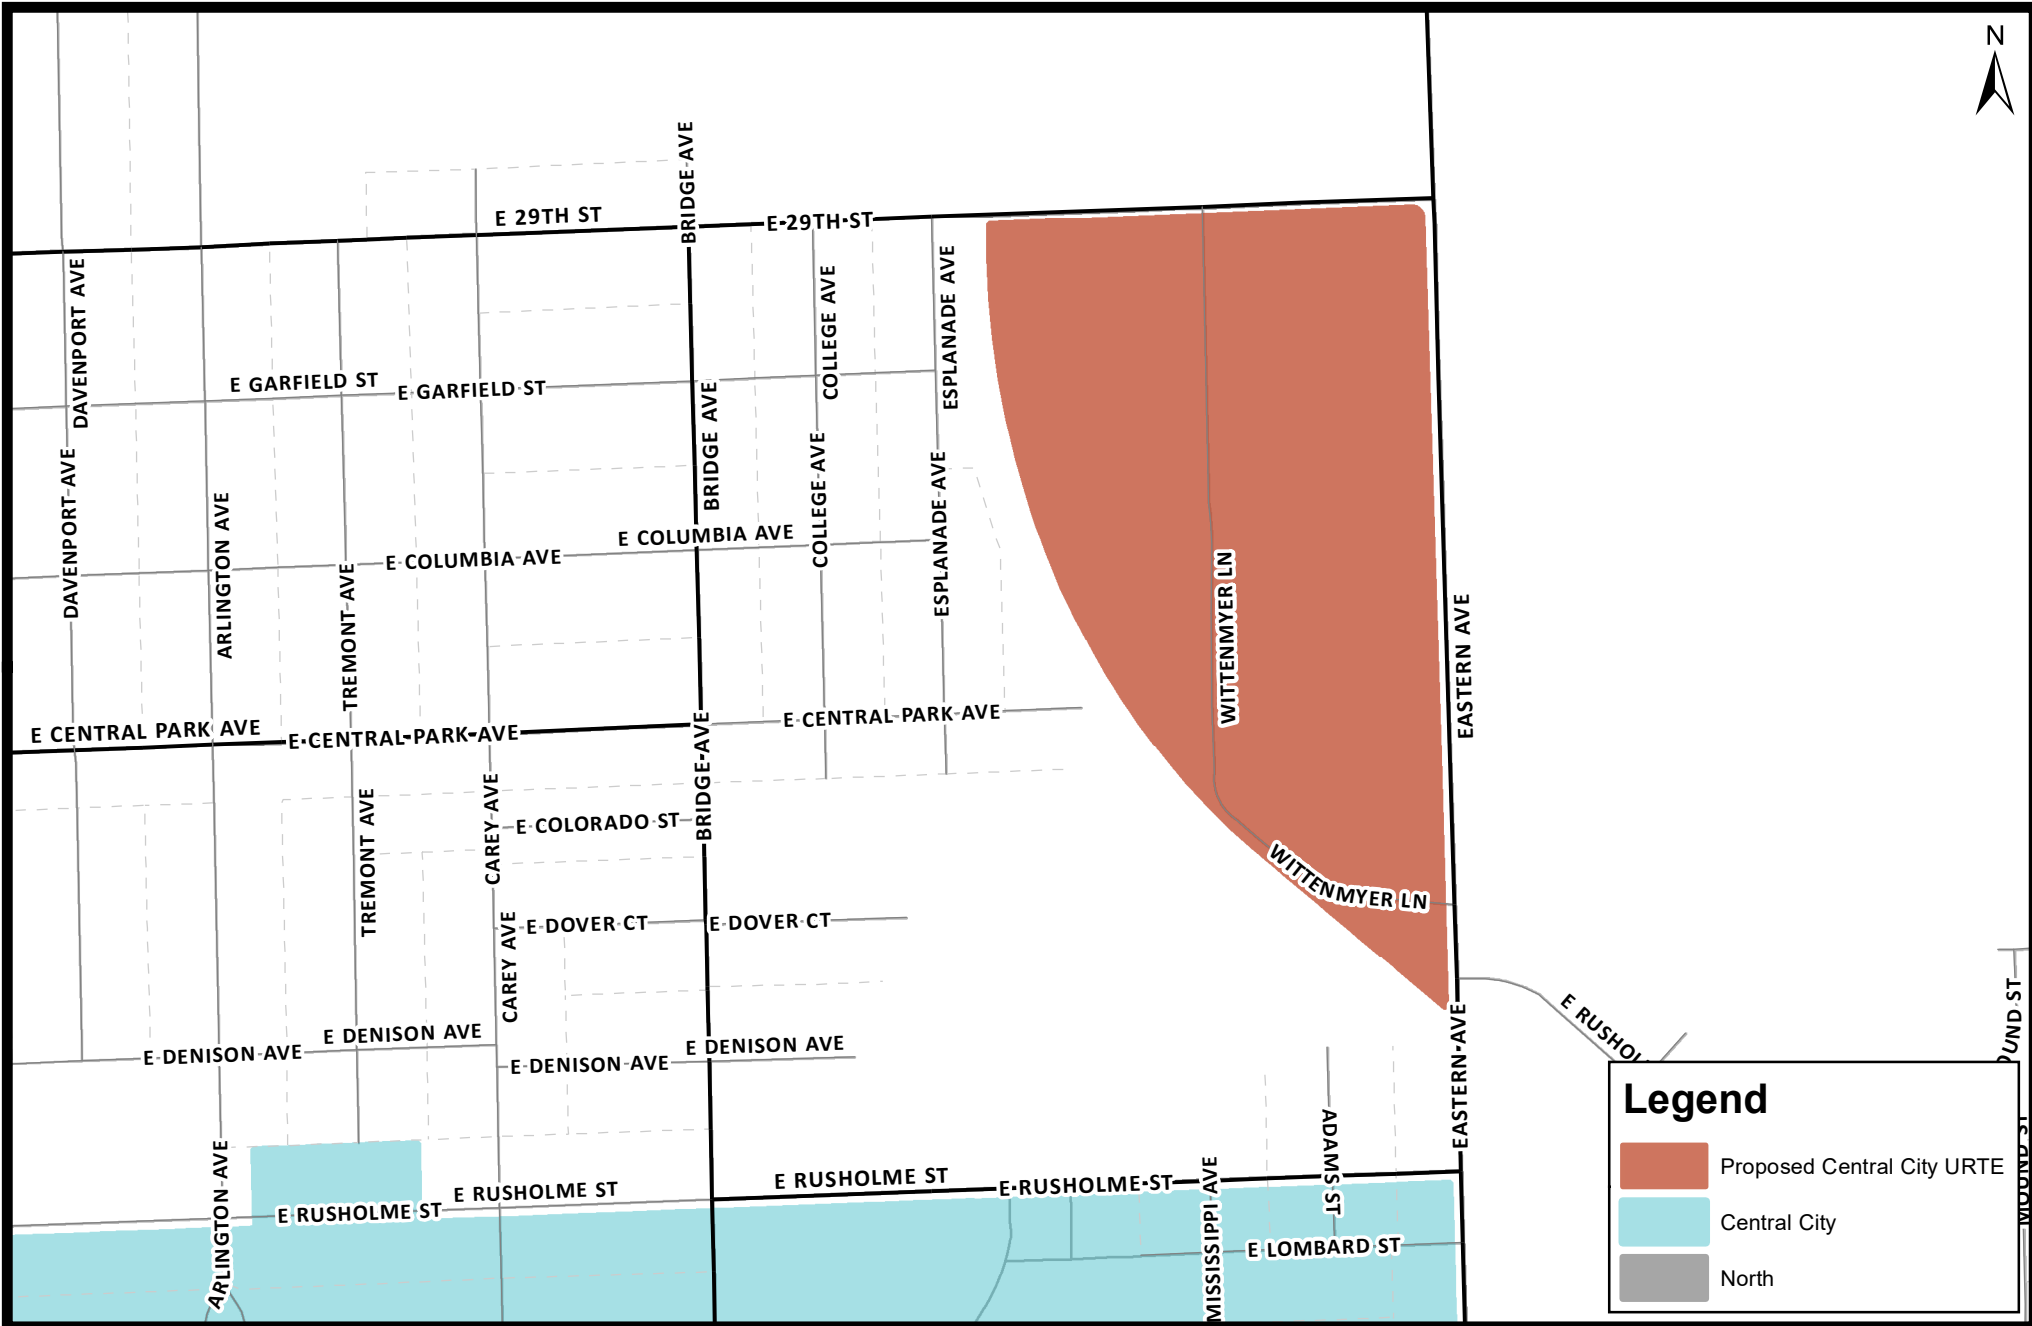 N
BRIDGE AVE
E 29TH ST
E 29TH ST
DAVENPORT AVE
COLLEGE AVE
ESPLANADE AVE
E GARFIELD ST
E GARFIELD ST
BRIDGE AVE
DAVENPORT AVE
ARLINGTON AVE
COLLEGE AVE
ESPLANADE AVE
E COLUMBIA AVE
E COLUMBIA AVE
TREMONT AVE
WITTENMYER LN
EASTERN AVE
E CENTRAL PARK AVE
E CENTRAL PARK AVE
E CENTRAL PARK AVE
BRIDGE AVE
CAREY AVE
TREMONT AVE
E COLORADO ST
WITTENMYER LN
E DOVER CT
E DOVER CT
CAREY AVE
E RUSHOL
OUND ST
E DENISON AVE
E DENISON AVE
E DENISON AVE
E DENISON AVE
EASTERN AVE
ADAMS ST
MOUND ST
ARLINGTON AVE
E RUSHOLME ST
E RUSHOLME ST
E RUSHOLME ST
E RUSHOLME ST
MISSISSIPPI AVE
E LOMBARD ST
Legend
Proposed Central City URTE
Central City
North